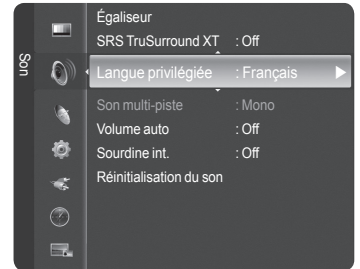 Son
Égaliseur
SRS TruSurround XT : Off
Langue privilégiée : Français
Son multi-piste : Mono
Volume auto : Off
Sourdine int. : Off
Réinitialisation du son